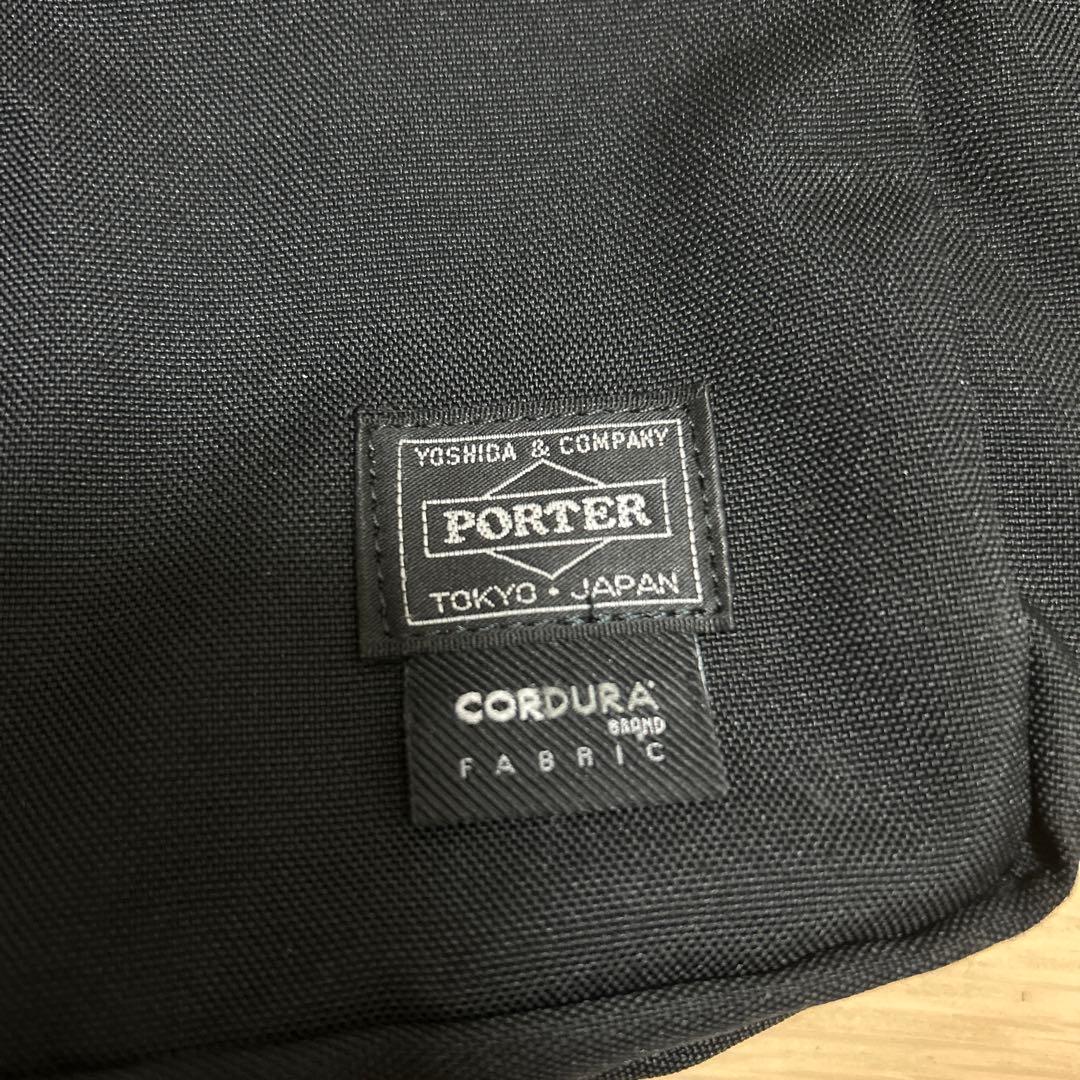 YOSHIDA & COMPANY
PORTER
TOKYO・JAPAN
CORDURA®
BRAND
FABRIC